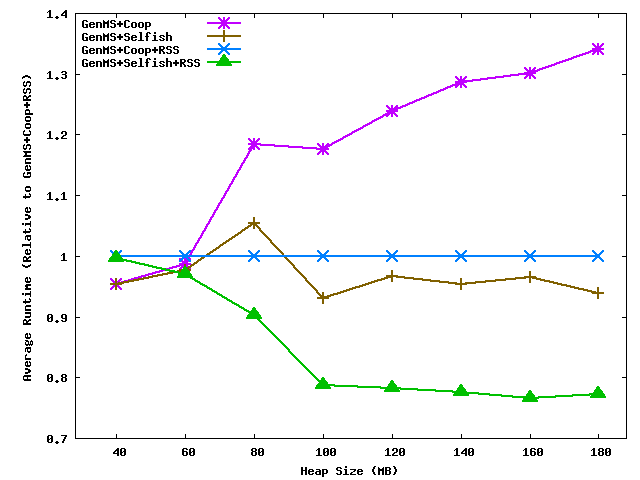 GenMS+Coop
GenMS+Selfish
GenMS+Coop+RSS
GenMS+Selfish+RSS
1.4
1.3
1.2
1.1
1
0.9
0.8
0.7
Average Runtime (Relative to GenMS+Coop+RSS)
40 60 80 100 120 140 160 180
Heap Size (MB)